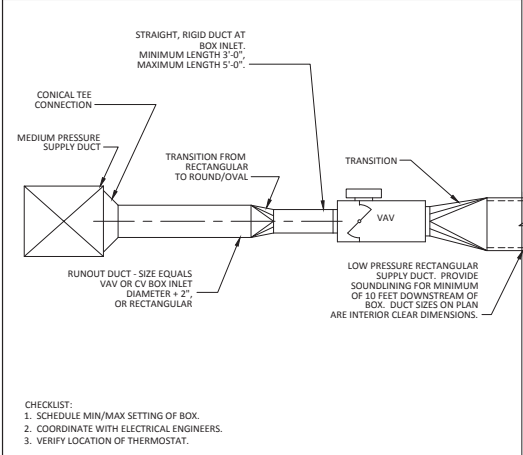 STRAIGHT, RIGID DUCT AT
BOX INLET.
MINIMUM LENGTH 3'-0",
MAXIMUM LENGTH 5'-0".
CONICAL TEE
CONNECTION
MEDIUM PRESSURE
SUPPLY DUCT
TRANSITION FROM
RECTANGULAR
TO ROUND/OVAL
TRANSITION
VAV
RUNOUT DUCT - SIZE EQUALS
VAV OR CV BOX INLET
DIAMETER + 2",
OR RECTANGULAR
LOW PRESSURE RECTANGULAR
SUPPLY DUCT. PROVIDE
SOUNDLINING FOR MINIMUM
OF 10 FEET DOWNSTREAM OF
BOX. DUCT SIZES ON PLAN
ARE INTERIOR CLEAR DIMENSIONS.
CHECKLIST:
1. SCHEDULE MIN/MAX SETTING OF BOX.
2. COORDINATE WITH ELECTRICAL ENGINEERS.
3. VERIFY LOCATION OF THERMOSTAT.